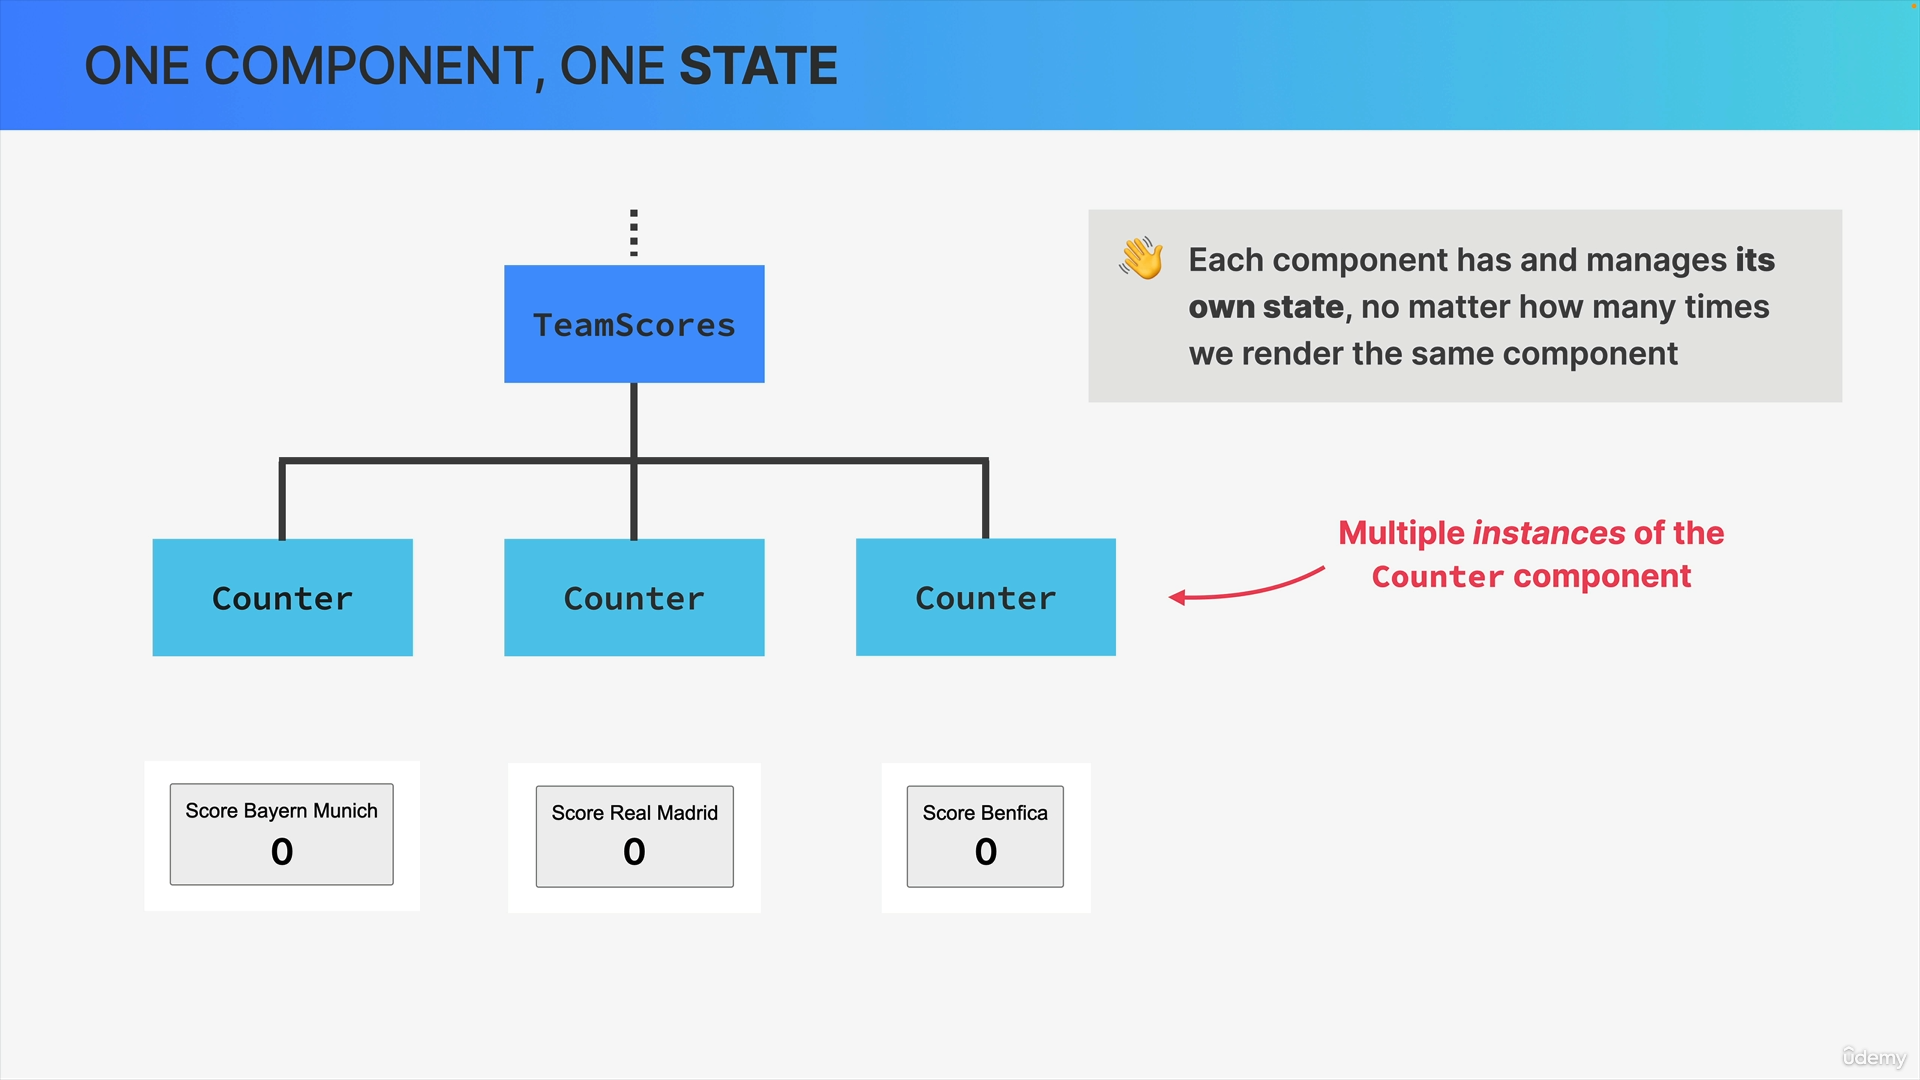 ONE COMPONENT, ONE STATE
TeamScores
👋 Each component has and manages its
own state, no matter how many times
we render the same component
Multiple instances of the
Counter component
Counter
Counter
Counter
Score Bayern Munich
0
Score Real Madrid
0
Score Benfica
0
ûdemy